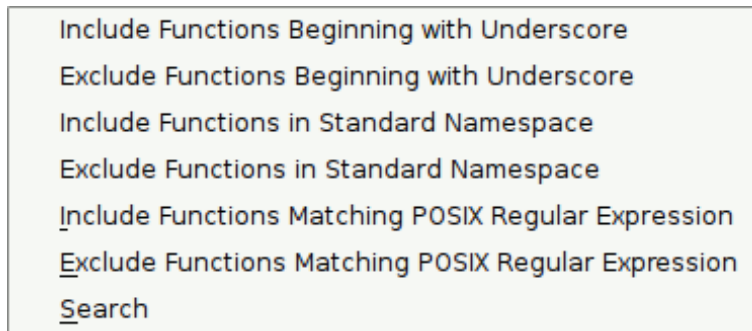 Include Functions Beginning with Underscore
Exclude Functions Beginning with Underscore
Include Functions in Standard Namespace
Exclude Functions in Standard Namespace
Include Functions Matching POSIX Regular Expression
Exclude Functions Matching POSIX Regular Expression
Search